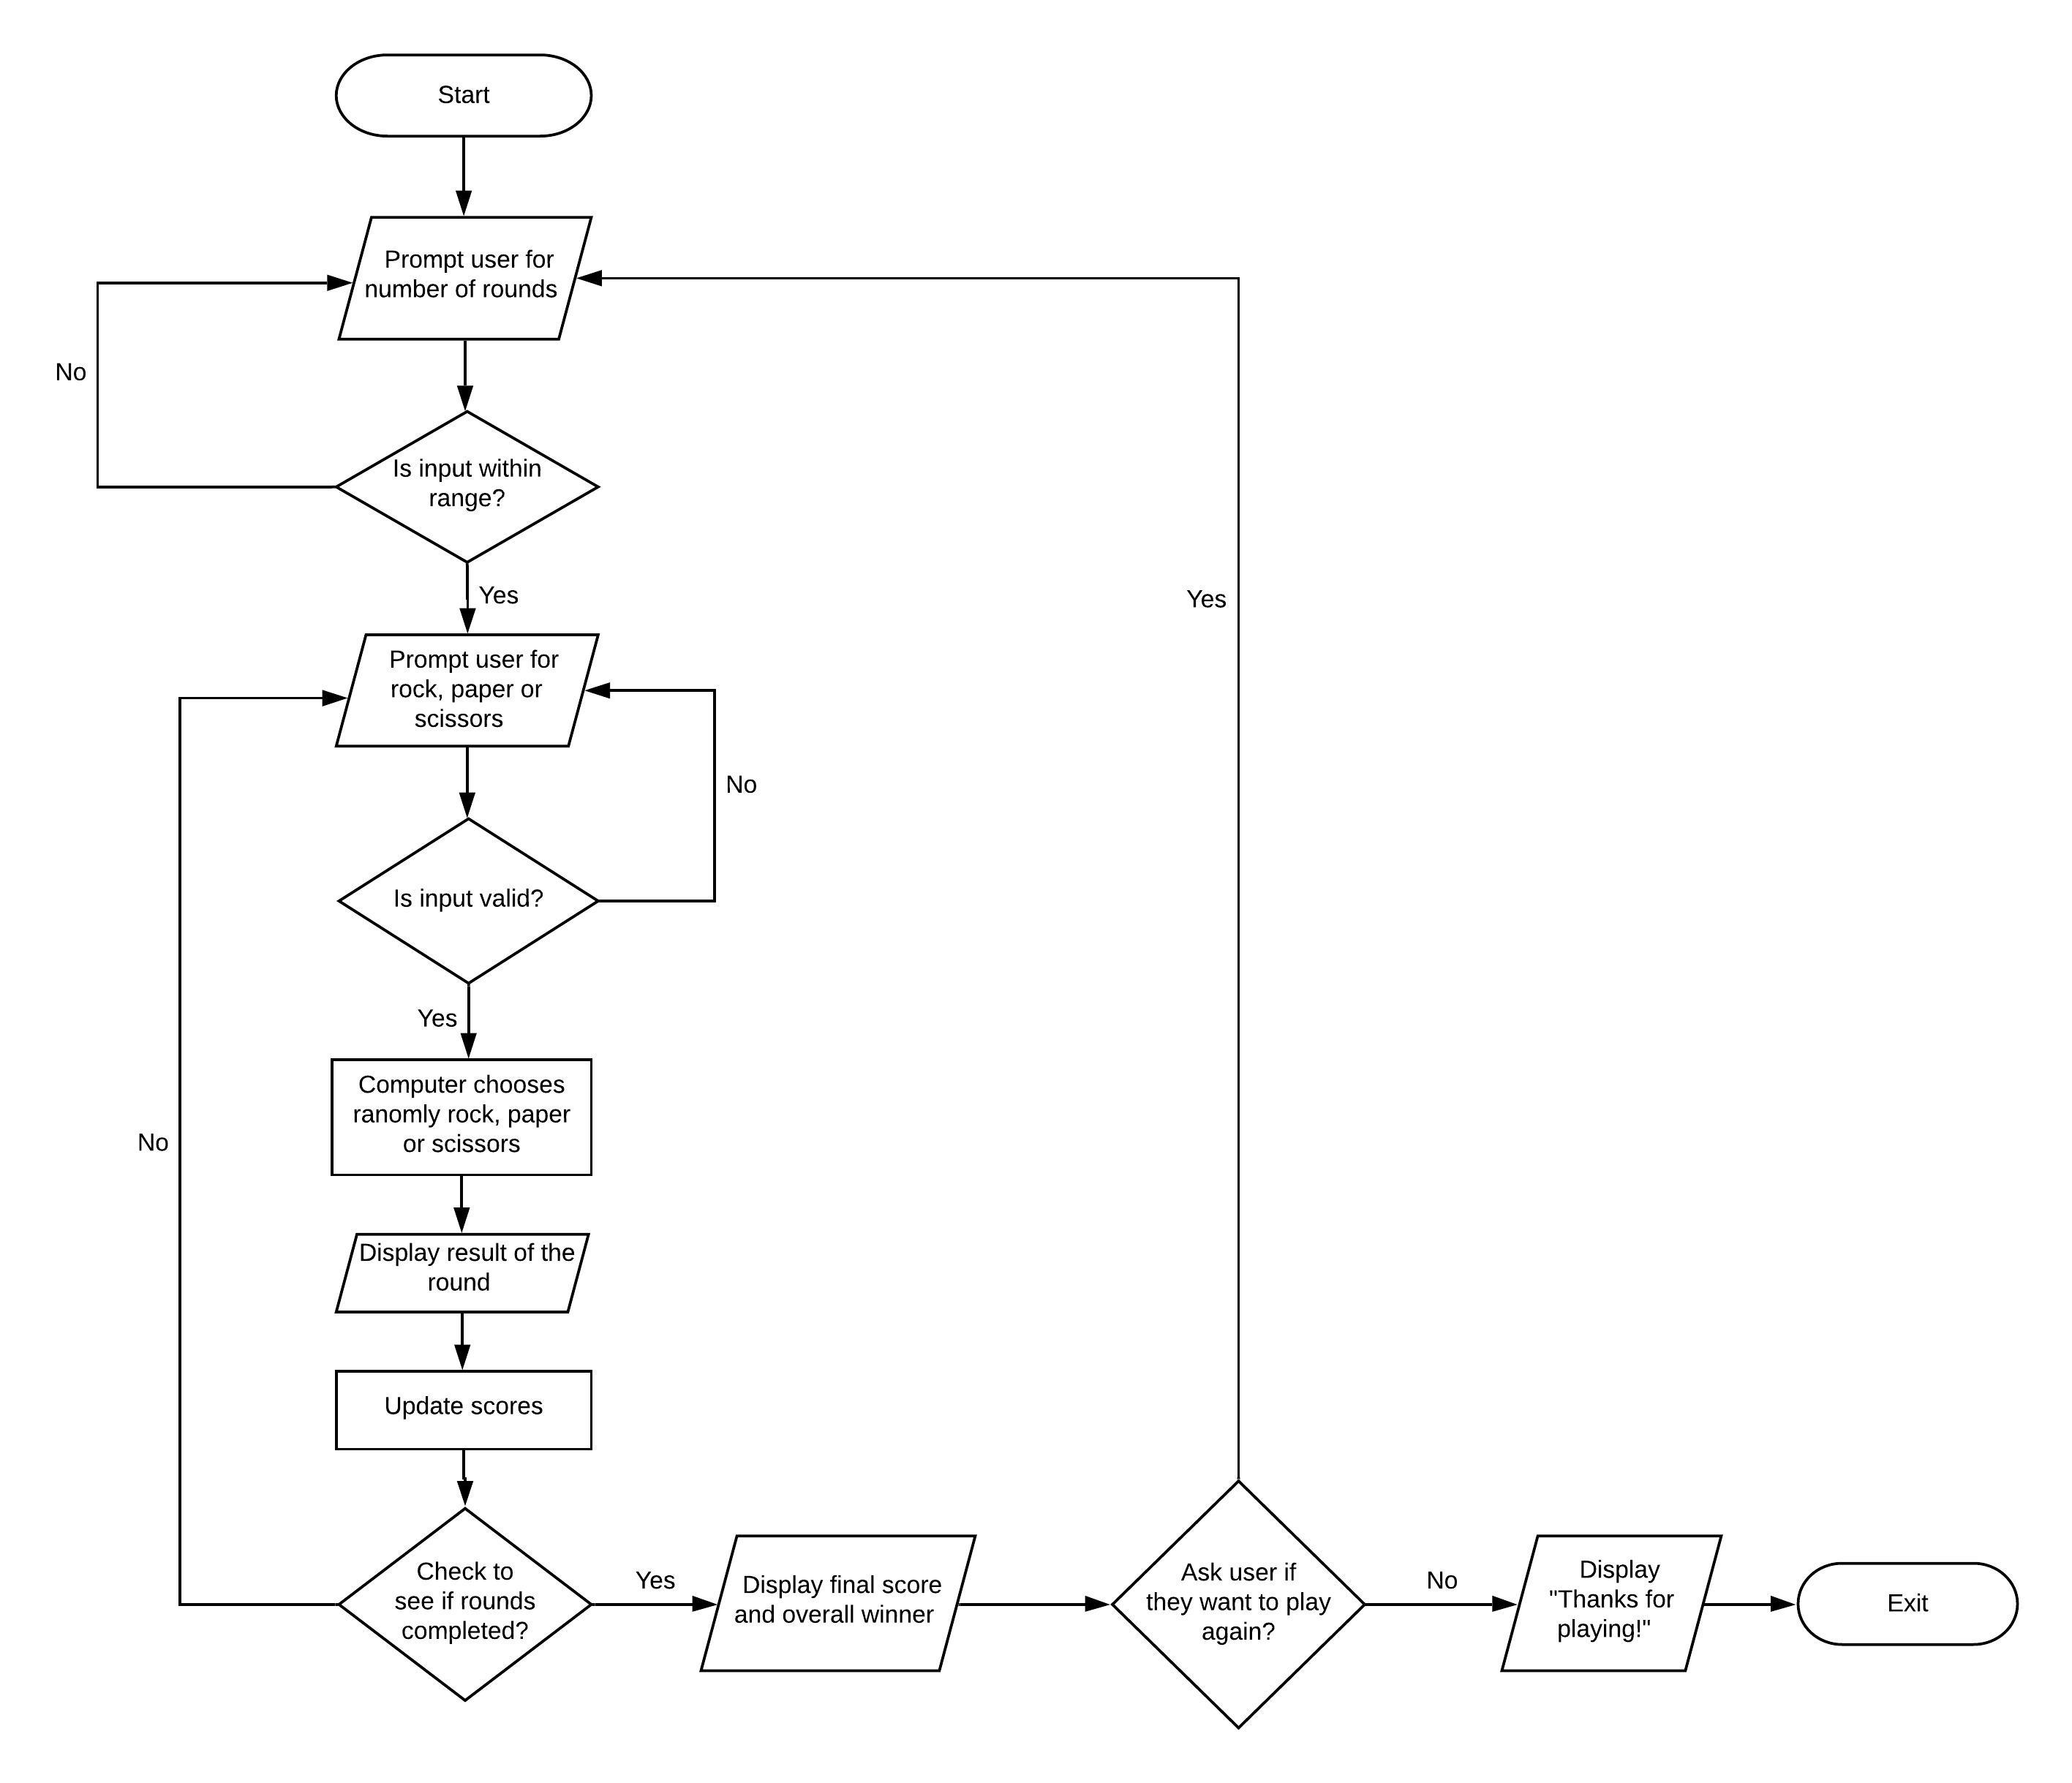 Start
Prompt user for
number of rounds
No
Is input within
range?
Yes
Yes
Prompt user for
rock, paper or
scissors
No
Is input valid?
Yes
Computer chooses
ranomly rock, paper
or scissors
No
Display result of the
round
Update scores
Check to
see if rounds
completed?
Yes
Display final score
and overall winner
Ask user if
they want to play
again?
No
Display
"Thanks for
playing!"
Exit